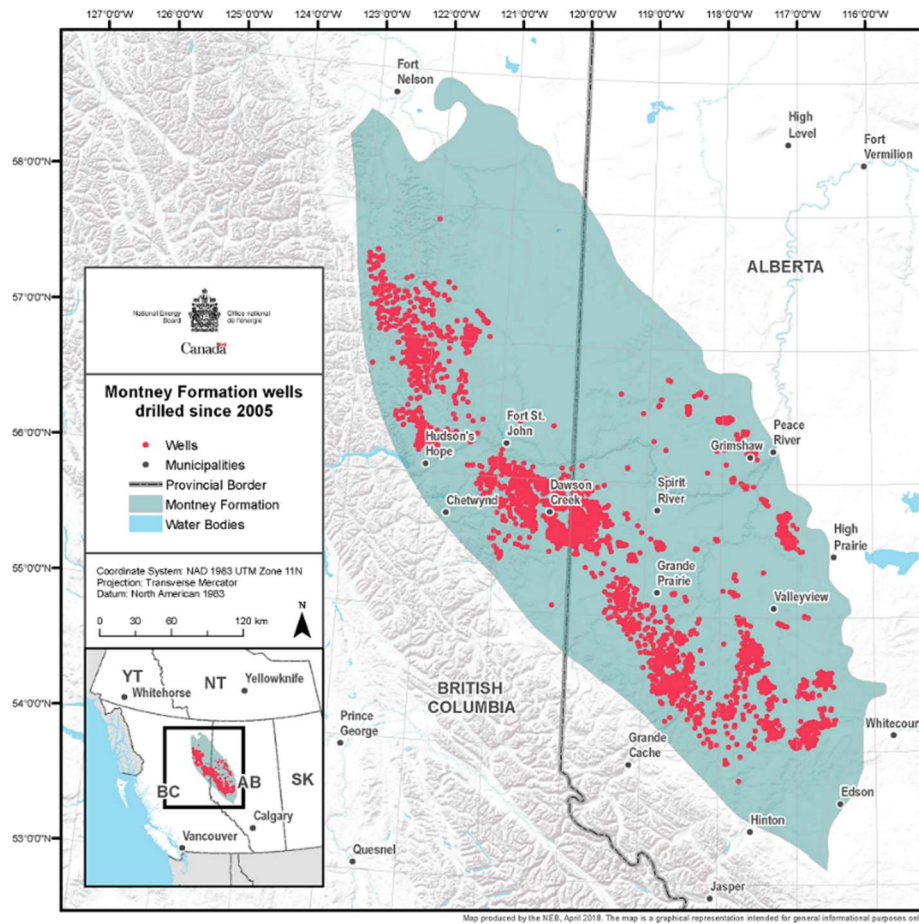 127°0'0"W 126°0'0"W 125°0'0"W 124°0'0"W 123°0'0"W 122°0'0"W 121°0'0"W 120°0'0"W 119°0'0"W 118°0'0"W 117°0'0"W 116°0'0"W
Fort
Nelson
High
Level
Fort
Vermilion
58°0'0"N
ALBERTA
57°0'0"N
National Energy
Board
Office national
de l'énergie
Canada
Montney Formation wells
drilled since 2005
Wells
Municipalities
Provincial Border
Montney Formation
Water Bodies
Coordinate System: NAD 1983 UTM Zone 11N
Projection: Transverse Mercator
Datum: North American 1983
N
0 30 60 120 km
56°0'0"N
Fort St.
John
Hudson's
Hope
Peace
River
Grimshaw
Chetwynd
Dawson
Creek
Spirit
River
High
Prairie
55°0'0"N
Grande
Prairie
Valleyview
YT
Whitehorse
NT
Yellowknife
BC
AB
SK
Calgary
Vancouver
54°0'0"N
BRITISH
COLUMBIA
Prince
George
Grande
Cache
Whitecour
Edson
53°0'0"N
Hinton
Quesnel
Jasper
Map produced by the NEB, April 2018. The map is a graphical representation intended for general informational purposes onl